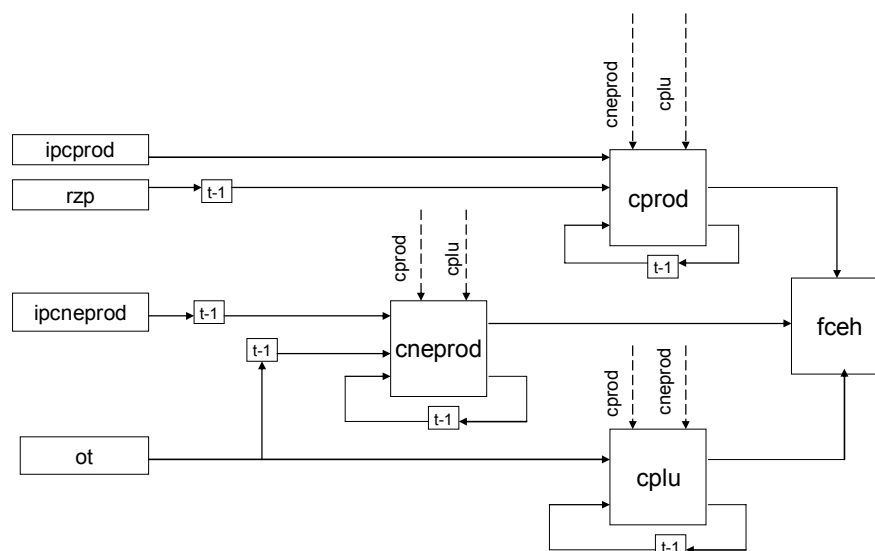 cneprod
cplu
ipcprod
rzp
t-1
cprod
t-1
cprod
cplu
ipcneprod
t-1
cneprod
t-1
t-1
fceh
cprod
cneprod
ot
cplu
t-1